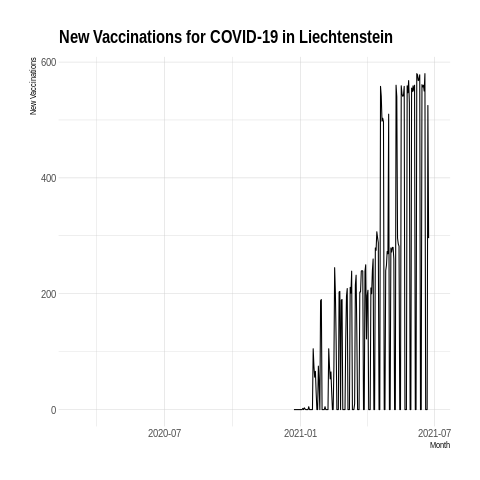 New Vaccinations for COVID-19 in Liechtenstein
New Vaccinations
600
400
200
0
2020-07
2021-01
2021-07
Month